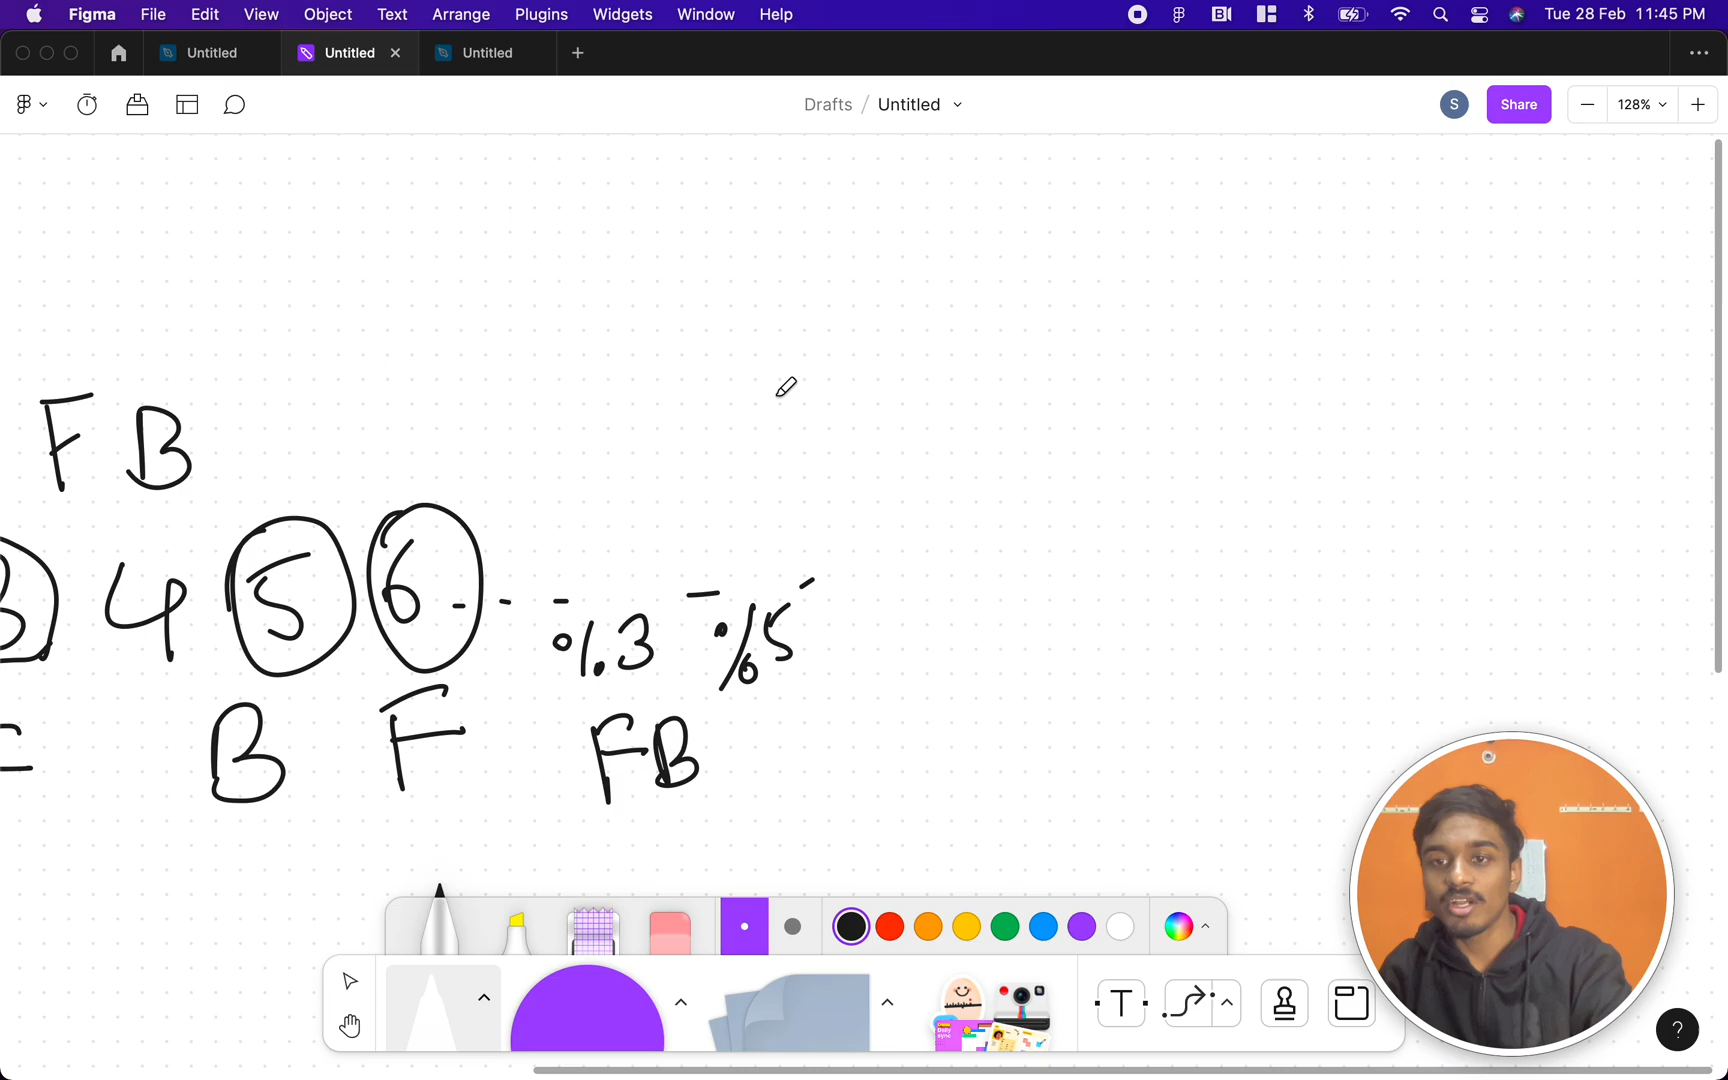 Figma File Edit View Object Text Arrange Plugins Widgets Window Help Tue 28 Feb 11:45 PM
Untitled Untitled Untitled
Drafts / Untitled S Share 128%
F B
3 4 5 6 - - - %3 %5
= B F FB
T
?